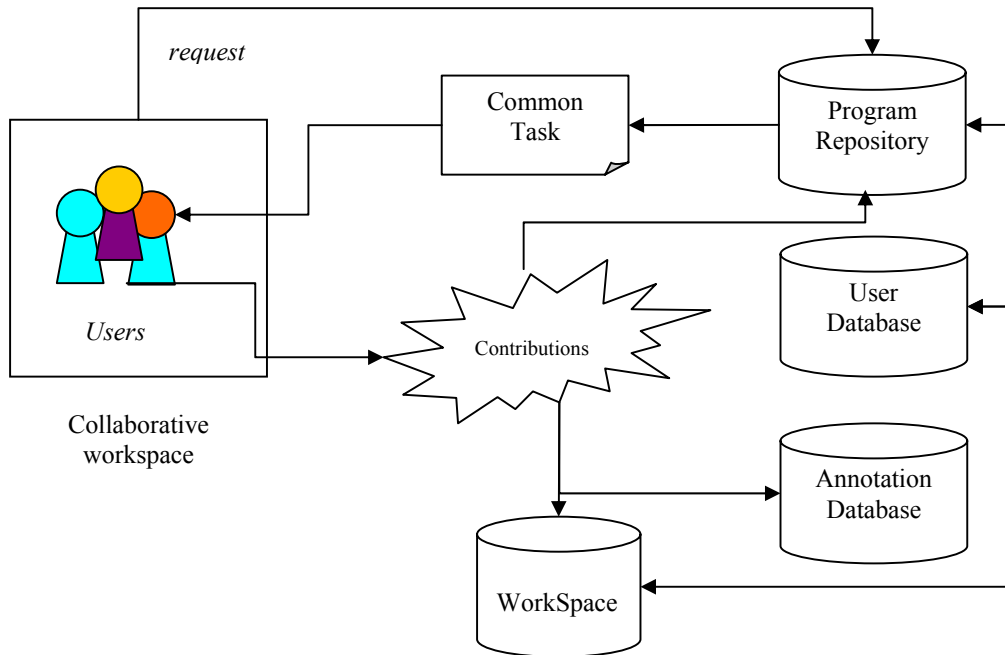 request
Common
Task
Program
Repository
Users
Contributions
User
Database
Collaborative
workspace
Annotation
Database
WorkSpace